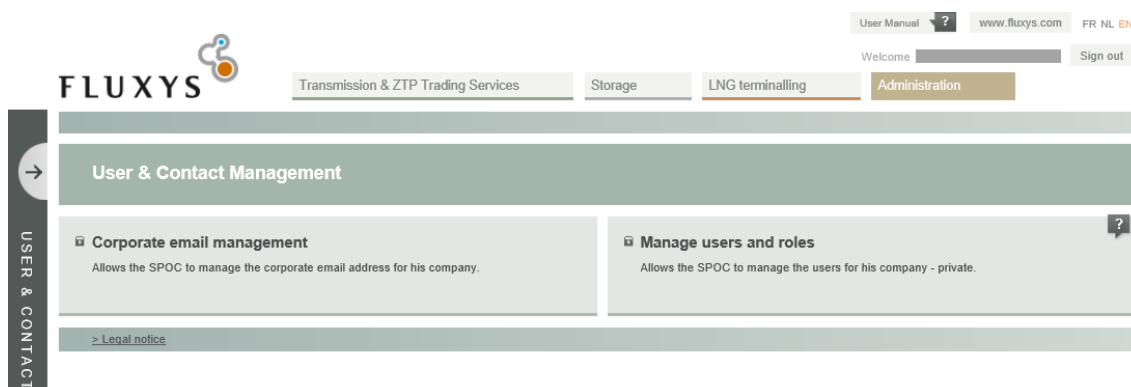 User Manual ? www.fluxys.com FR NL EN
Welcome Sign out
FLUXYS
Transmission & ZTP Trading Services Storage LNG terminalling Administration
User & Contact Management
?
Corporate email management
Allows the SPOC to manage the corporate email address for his company.
Manage users and roles
Allows the SPOC to manage the users for his company - private.
> Legal notice
USER & CONTACT